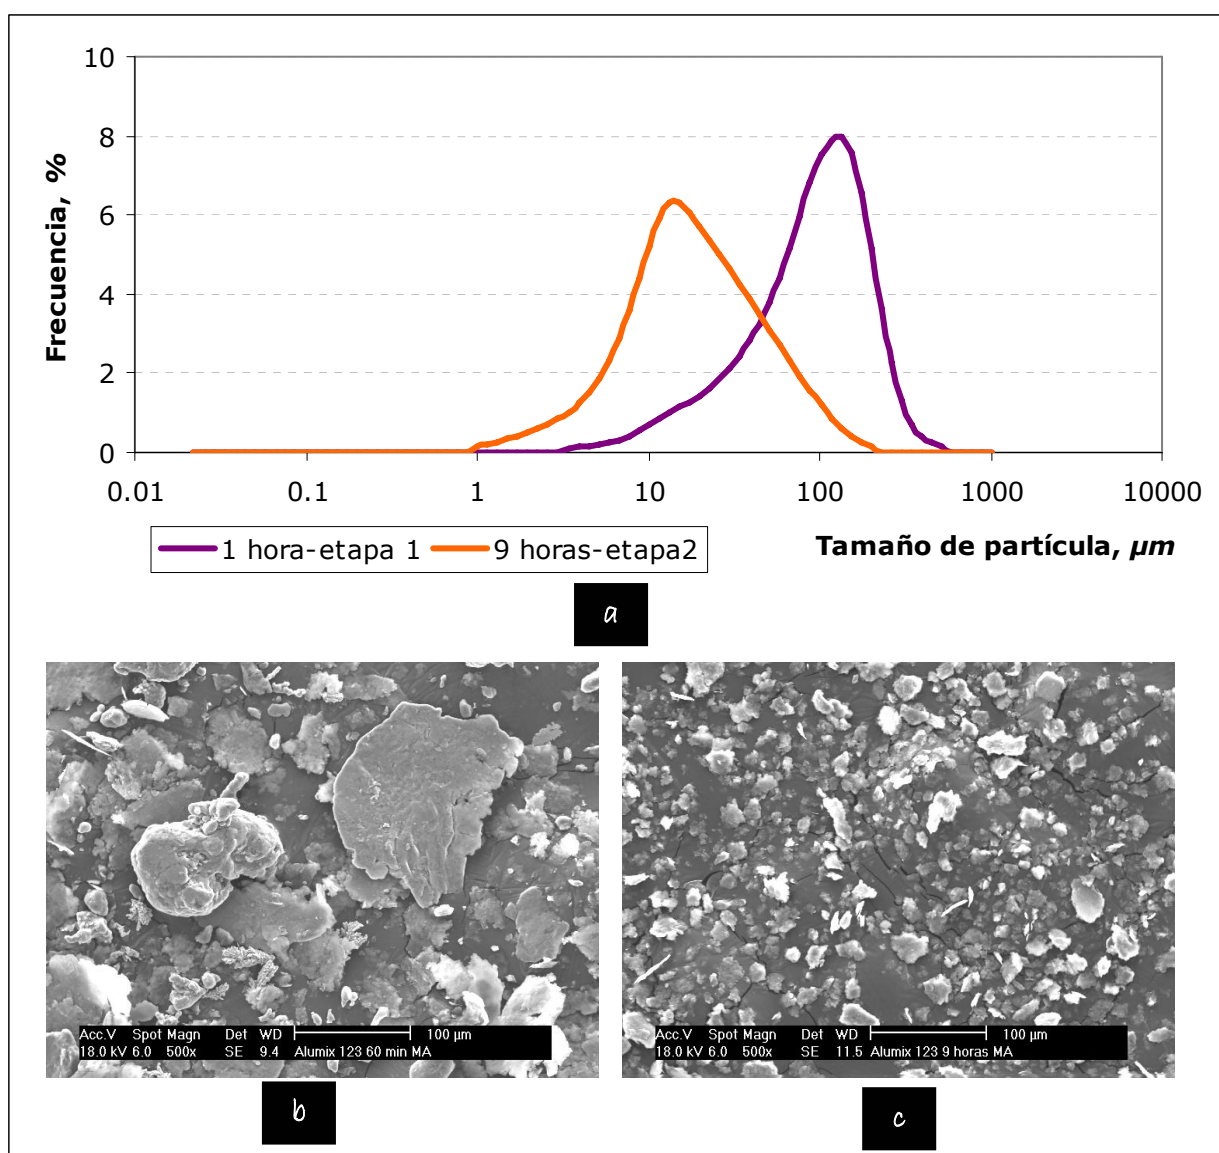 10
8
6
4
2
0
Frecuencia, %
0.01 0.1 1 10 100 1000 10000
1 hora-etapa 1 9 horas-etapa2
Tamaño de partícula, µm
a
Acc.V Spot Magn Det WD 100 µm
18.0 kV 6.0 500x SE 9.4 Alumix 123 60 min MA
Acc.V Spot Magn Det WD 100 µm
18.0 kV 6.0 500x SE 11.5 Alumix 123 9 horas MA
b
c